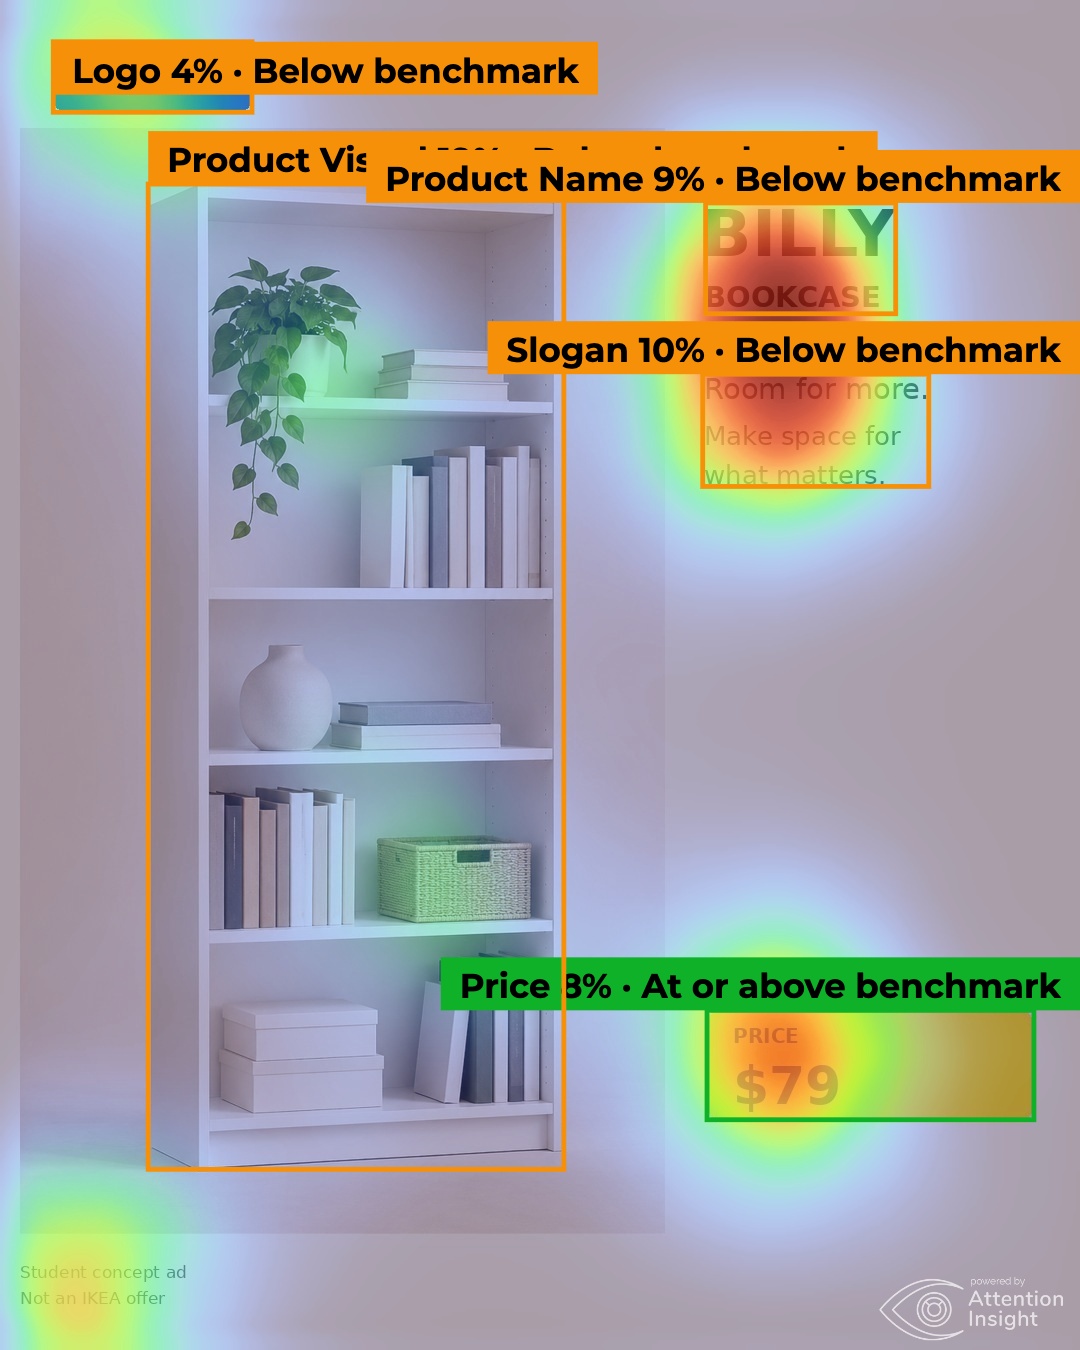 Logo 4% · Below benchmark
Product Vis
Product Name 9% · Below benchmark
BILLY
BOOKCASE
Slogan 10% · Below benchmark
Room for more.
Make space for
what matters.
Price 8% · At or above benchmark
PRICE
$79
Student concept ad
Not an IKEA offer
powered by
Attention
Insight